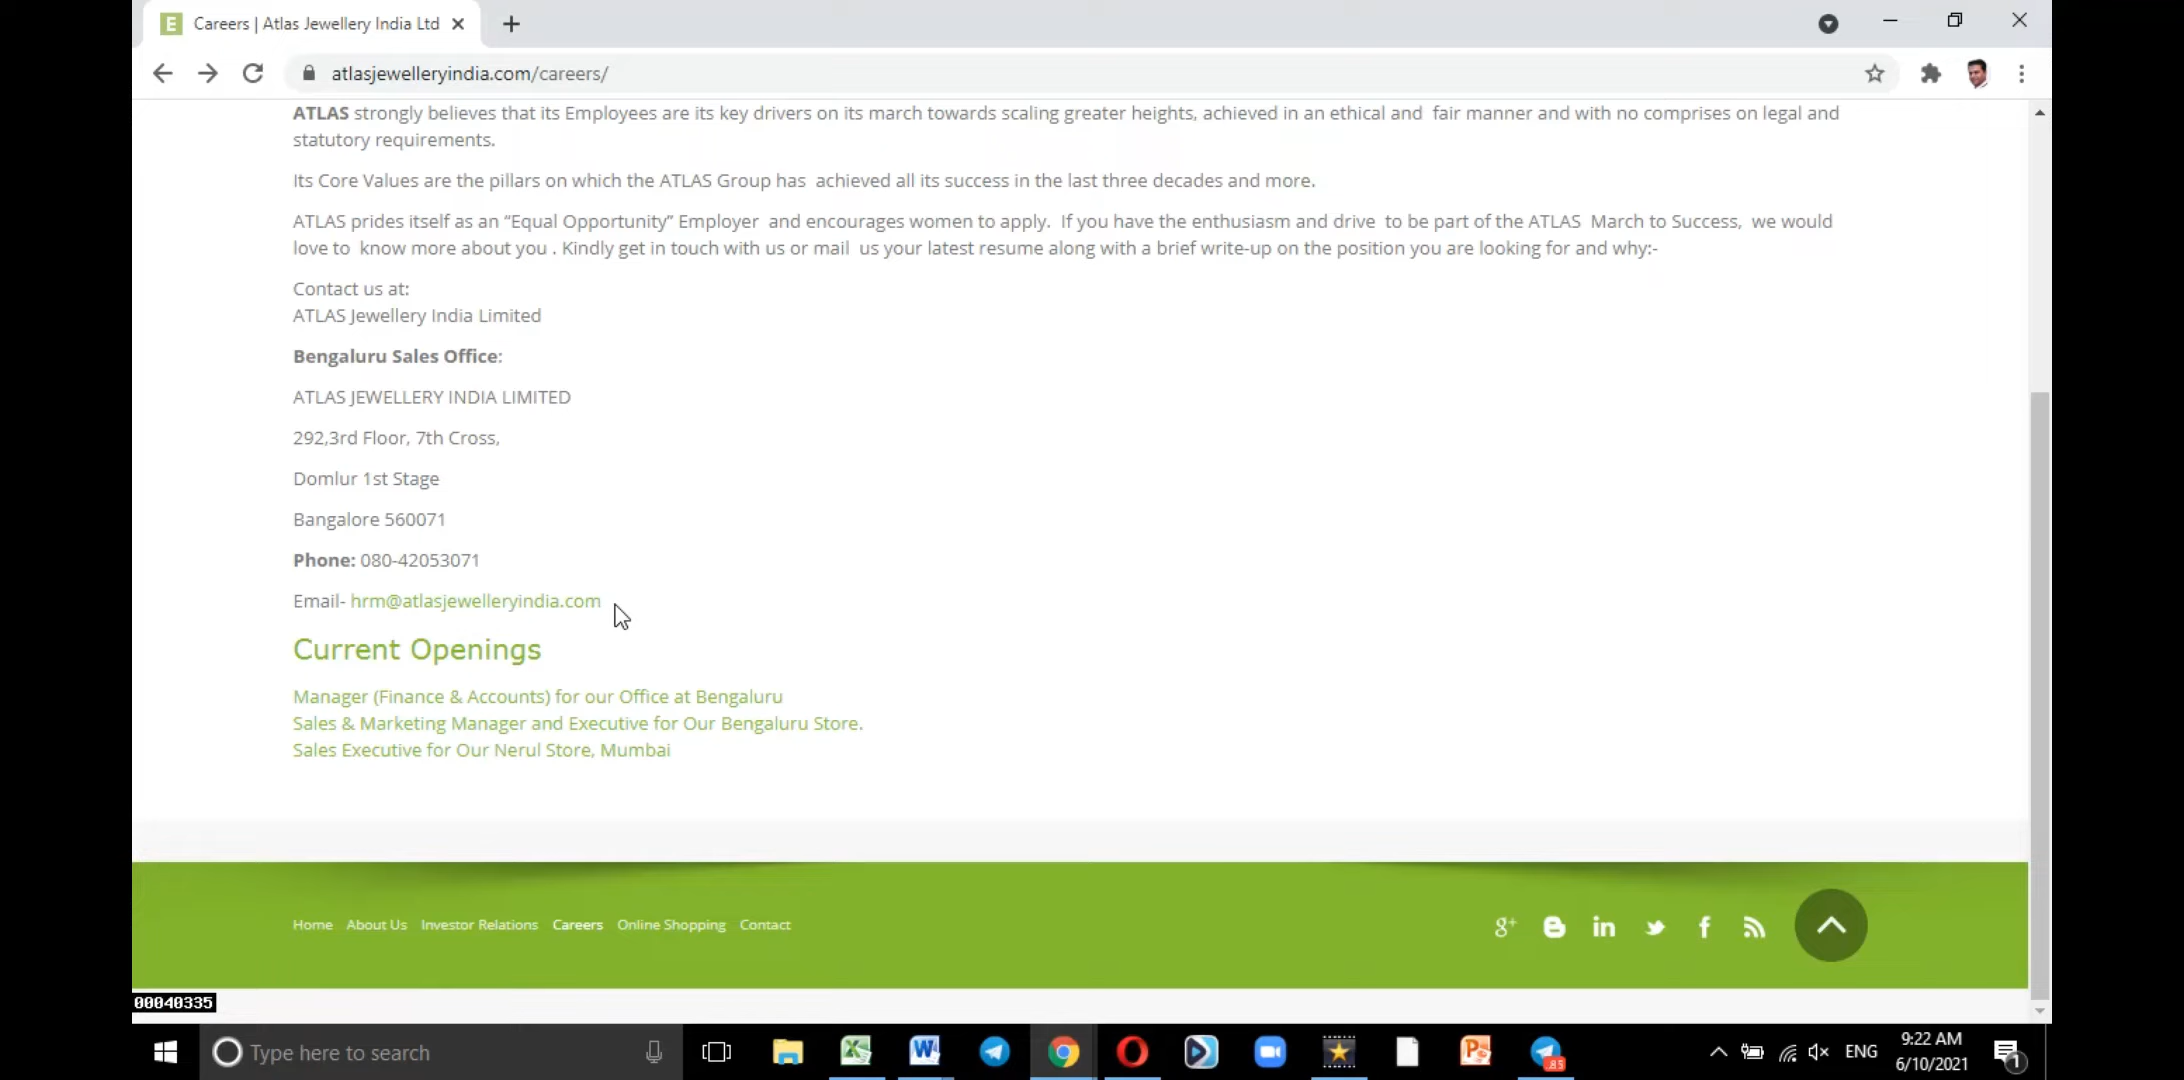 Careers | Atlas Jewellery India Ltd
atlasjewelleryindia.com/careers/
ATLAS strongly believes that its Employees are its key drivers on its march towards scaling greater heights, achieved in an ethical and fair manner and with no comprises on legal and
statutory requirements.
Its Core Values are the pillars on which the ATLAS Group has achieved all its success in the last three decades and more.
ATLAS prides itself as an “Equal Opportunity” Employer and encourages women to apply. If you have the enthusiasm and drive to be part of the ATLAS March to Success, we would
love to know more about you . Kindly get in touch with us or mail us your latest resume along with a brief write-up on the position you are looking for and why:-
Contact us at:
ATLAS Jewellery India Limited
Bengaluru Sales Office:
ATLAS JEWELLERY INDIA LIMITED
292,3rd Floor, 7th Cross,
Domlur 1st Stage
Bangalore 560071
Phone: 080-42053071
Email- hrm@atlasjewelleryindia.com
Current Openings
Manager (Finance & Accounts) for our Office at Bengaluru
Sales & Marketing Manager and Executive for Our Bengaluru Store.
Sales Executive for Our Nerul Store, Mumbai
Home About Us Investor Relations Careers Online Shopping Contact
00040335
Type here to search
85
ENG
9:22 AM
6/10/2021
1